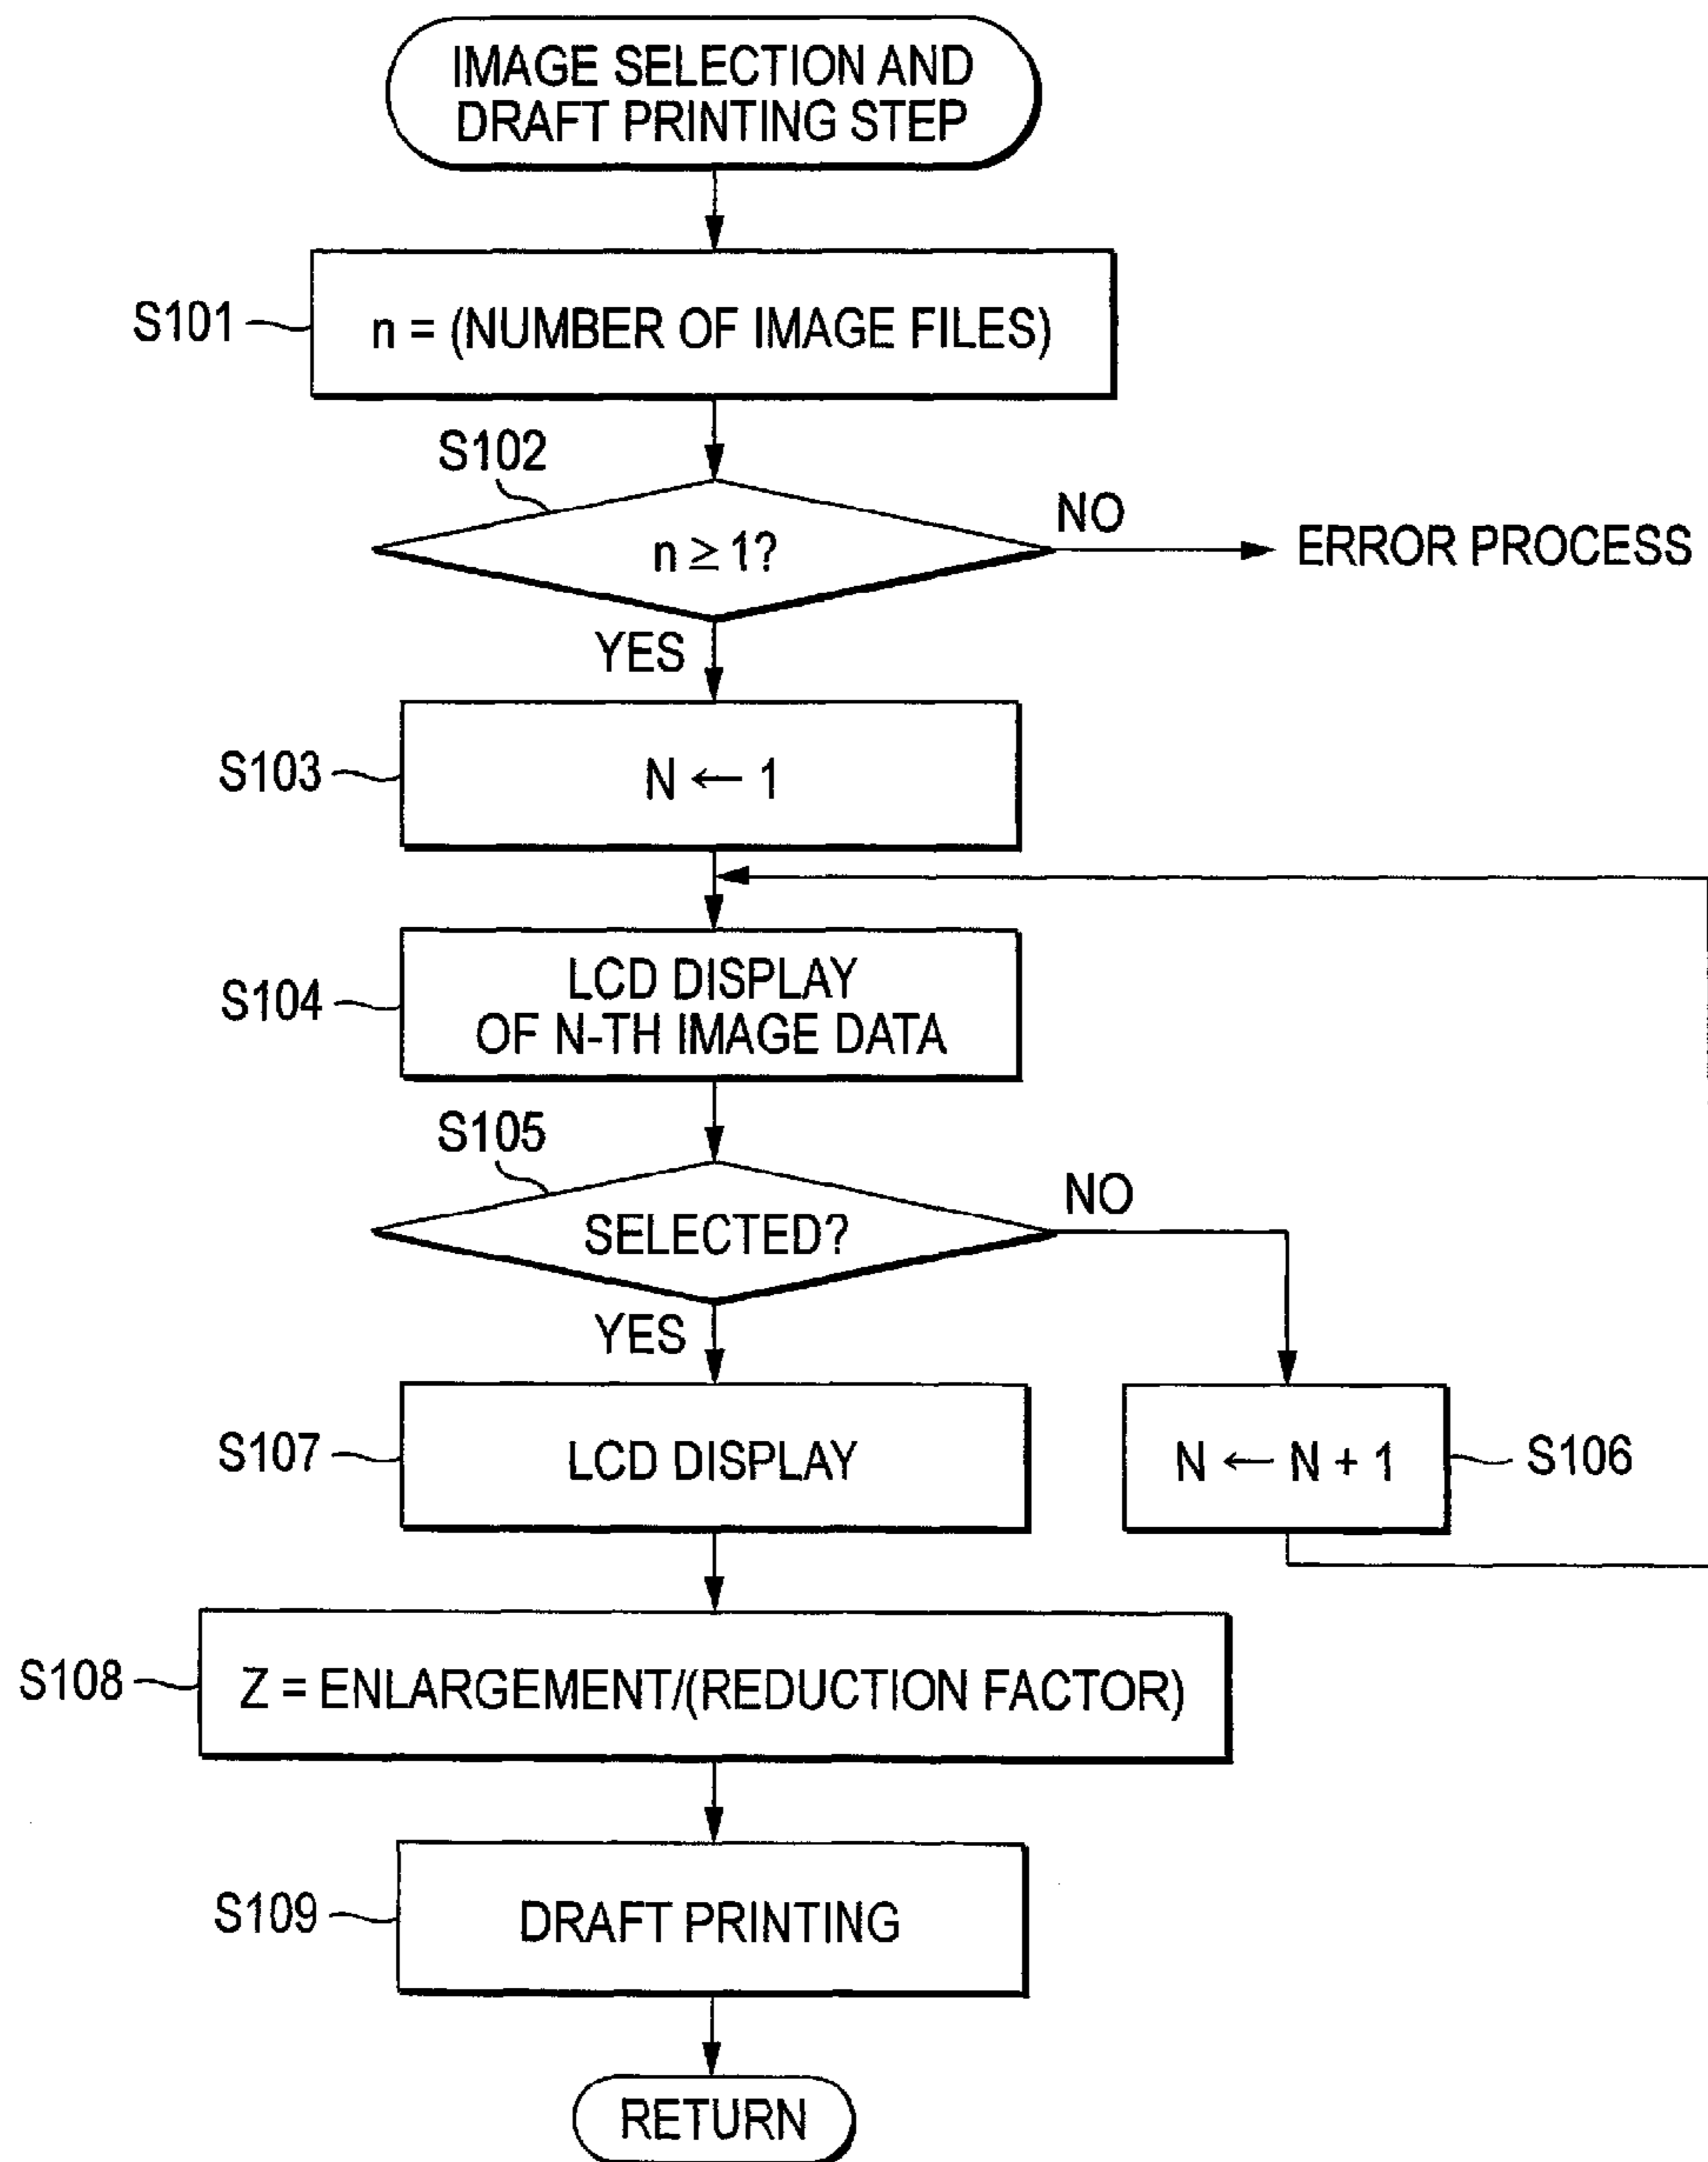 IMAGE SELECTION AND
DRAFT PRINTING STEP
S101
n = (NUMBER OF IMAGE FILES)
S102
n ≥ 1?
NO
ERROR PROCESS
YES
S103
N ← 1
S104
LCD DISPLAY
OF N-TH IMAGE DATA
S105
SELECTED?
NO
YES
S107
LCD DISPLAY
N ← N + 1
S106
S108
Z = ENLARGEMENT/(REDUCTION FACTOR)
S109
DRAFT PRINTING
RETURN